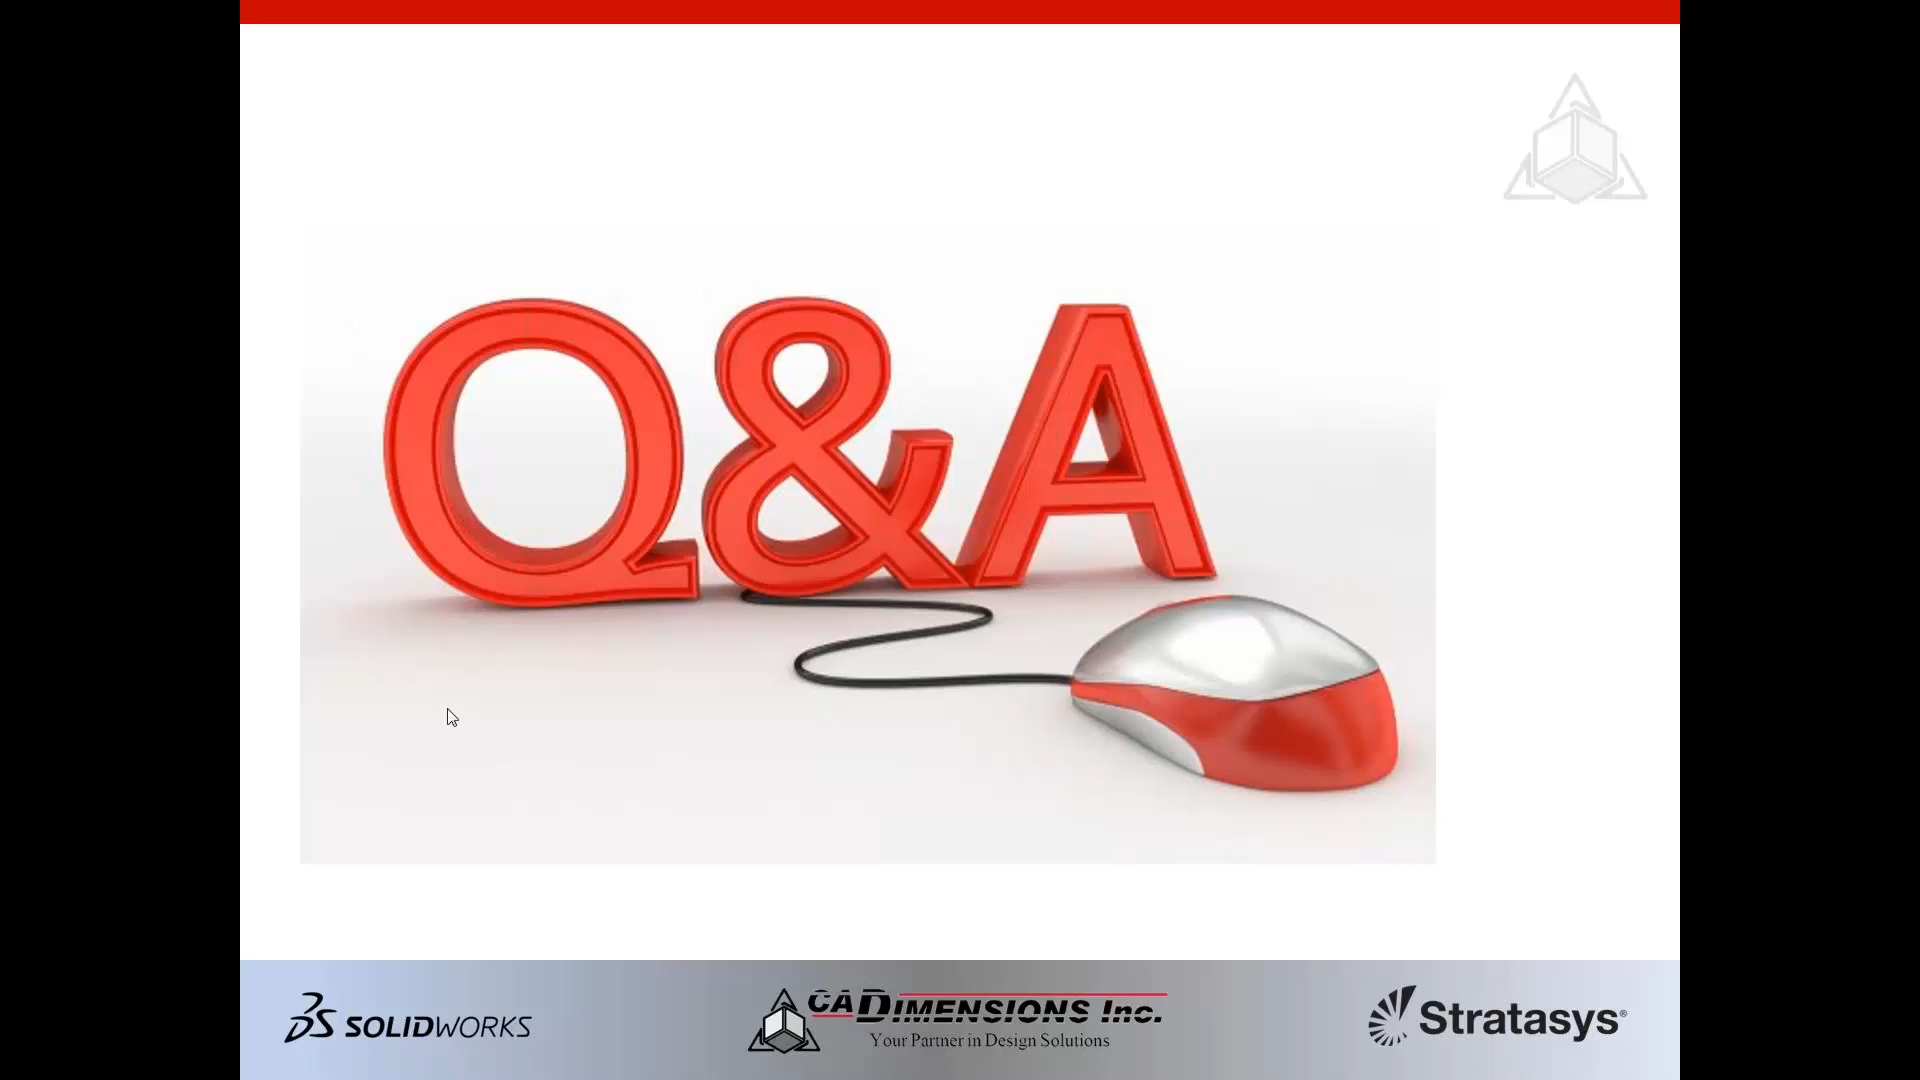 Q&A
SOLIDWORKS
CADIMENSIONS Inc.
Your Partner in Design Solutions
Stratasys®